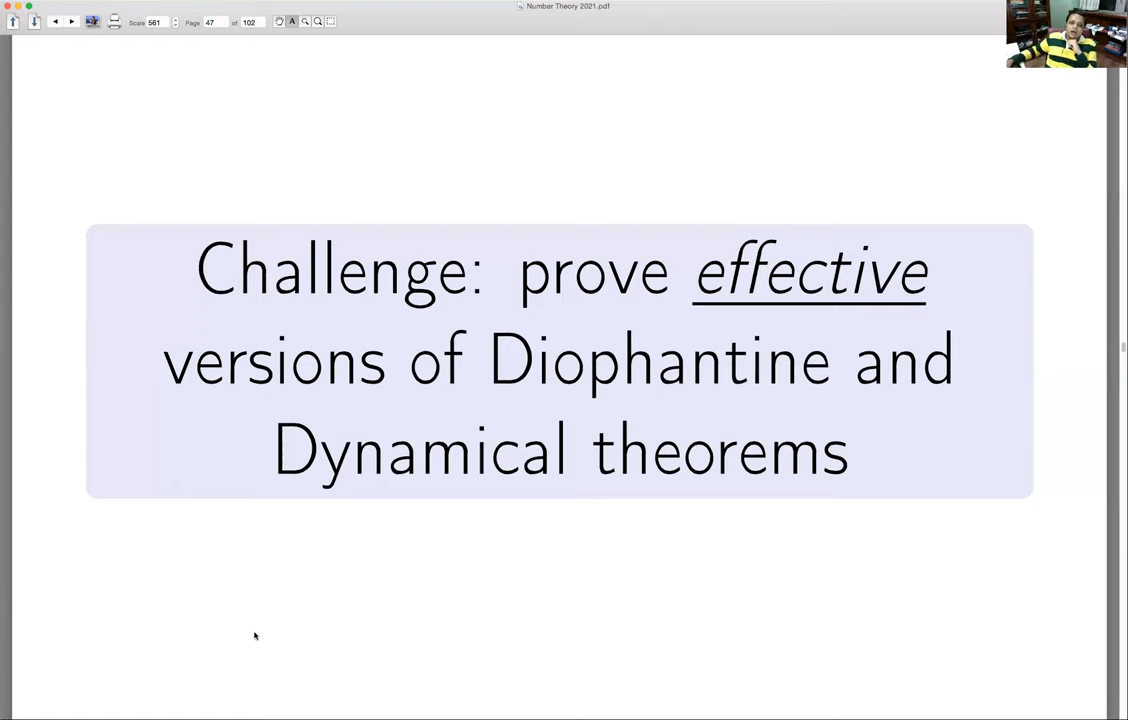 Number Theory 2021.pdf
Scale 561 Page 47 of 102
A
Challenge: prove effective
versions of Diophantine and
Dynamical theorems